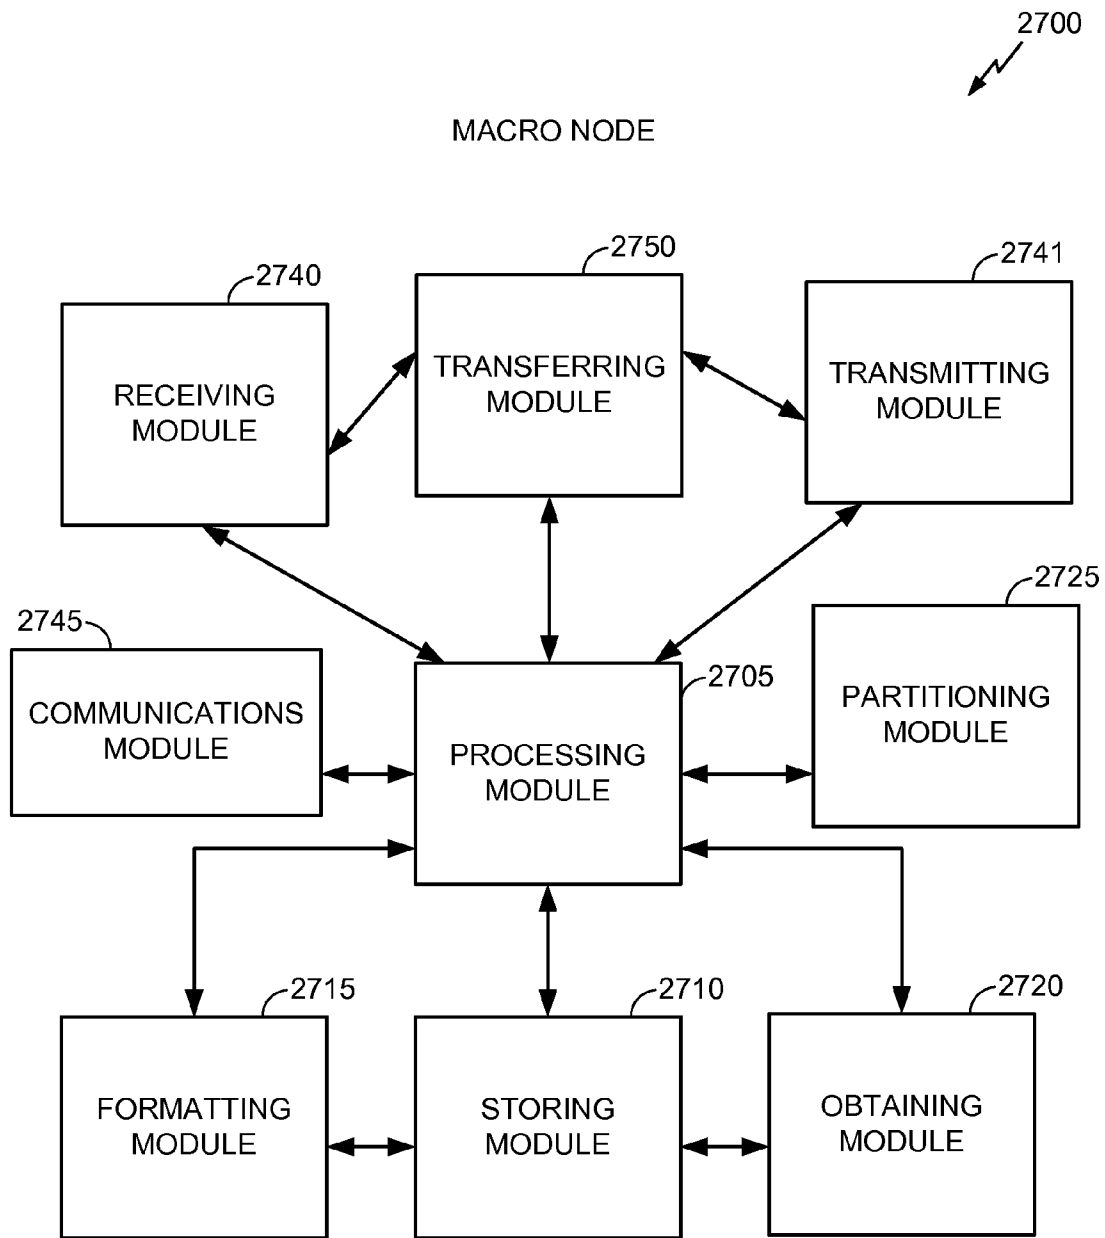 2700
MACRO NODE
2740
2750
2741
RECEIVING
MODULE
TRANSFERRING
MODULE
TRANSMITTING
MODULE
2745
2705
2725
COMMUNICATIONS
MODULE
PROCESSING
MODULE
PARTITIONING
MODULE
2715
2710
2720
FORMATTING
MODULE
STORING
MODULE
OBTAINING
MODULE